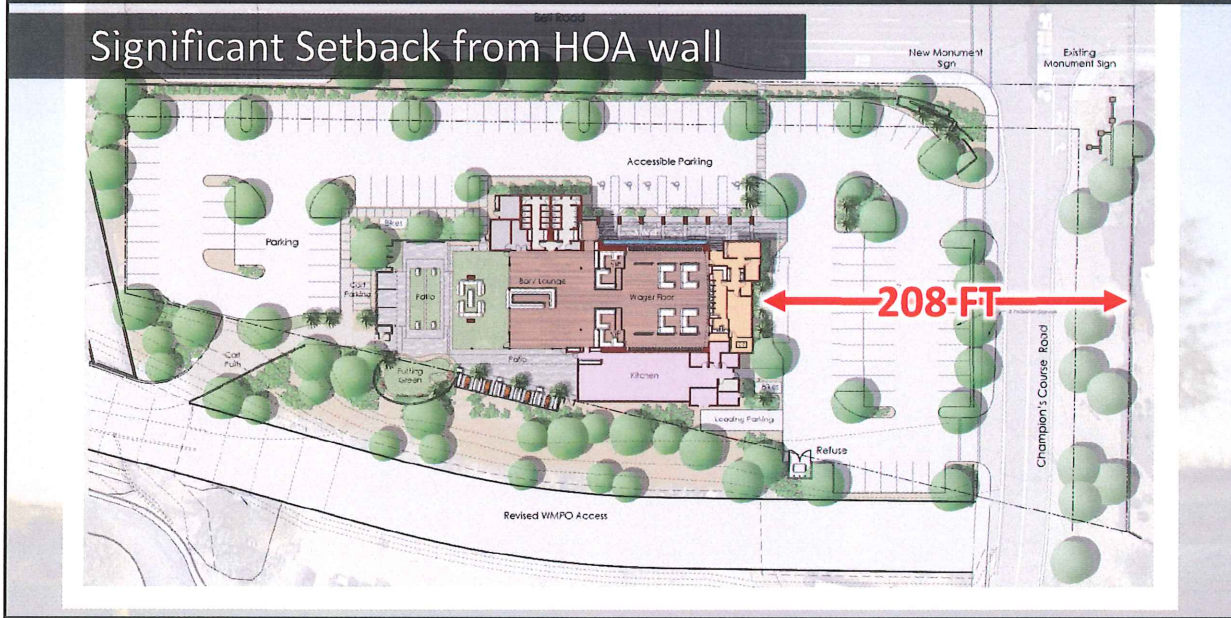 Bell Road
Significant Setback from HOA wall
New Monument
Sign
Existing
Monument Sign
Accessible Parking
Bikes
Parking
Cart
Parking
Patio
Bar / Lounge
Wager Floor
208 FT
Champion's Course Road
Cart
Path
Patio
Putting
Green
Kitchen
Bikes
Loading Parking
Refuse
Revised WMPO Access